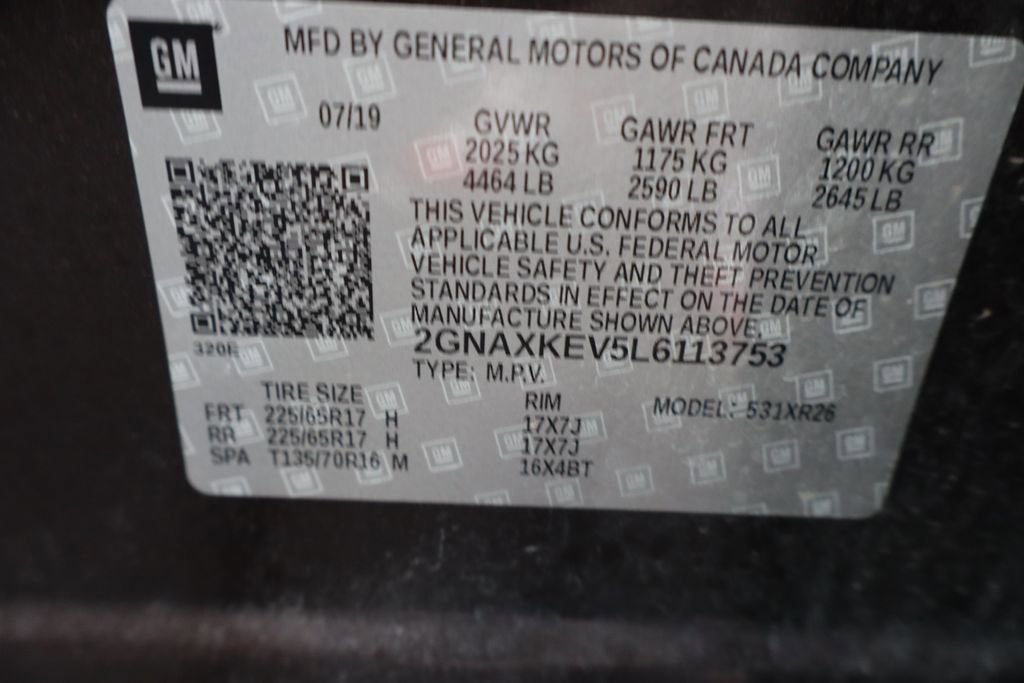 GM
MFD BY GENERAL MOTORS OF CANADA COMPANY
07/19
GVWR GAWR FRT GAWR RR
2025 KG 1175 KG 1200 KG
4464 LB 2590 LB 2645 LB
THIS VEHICLE CONFORMS TO ALL
APPLICABLE U.S. FEDERAL MOTOR
VEHICLE SAFETY AND THEFT PREVENTION
STANDARDS IN EFFECT ON THE DATE OF
MANUFACTURE SHOWN ABOVE.
320E
2GNAXKEV5L6113753
TYPE: M.P.V.
TIRE SIZE RIM MODEL: 531XR26
FRT 225/65R17 H 17X7J
RR 225/65R17 H 17X7J
SPA T135/70R16 M 16X4BT